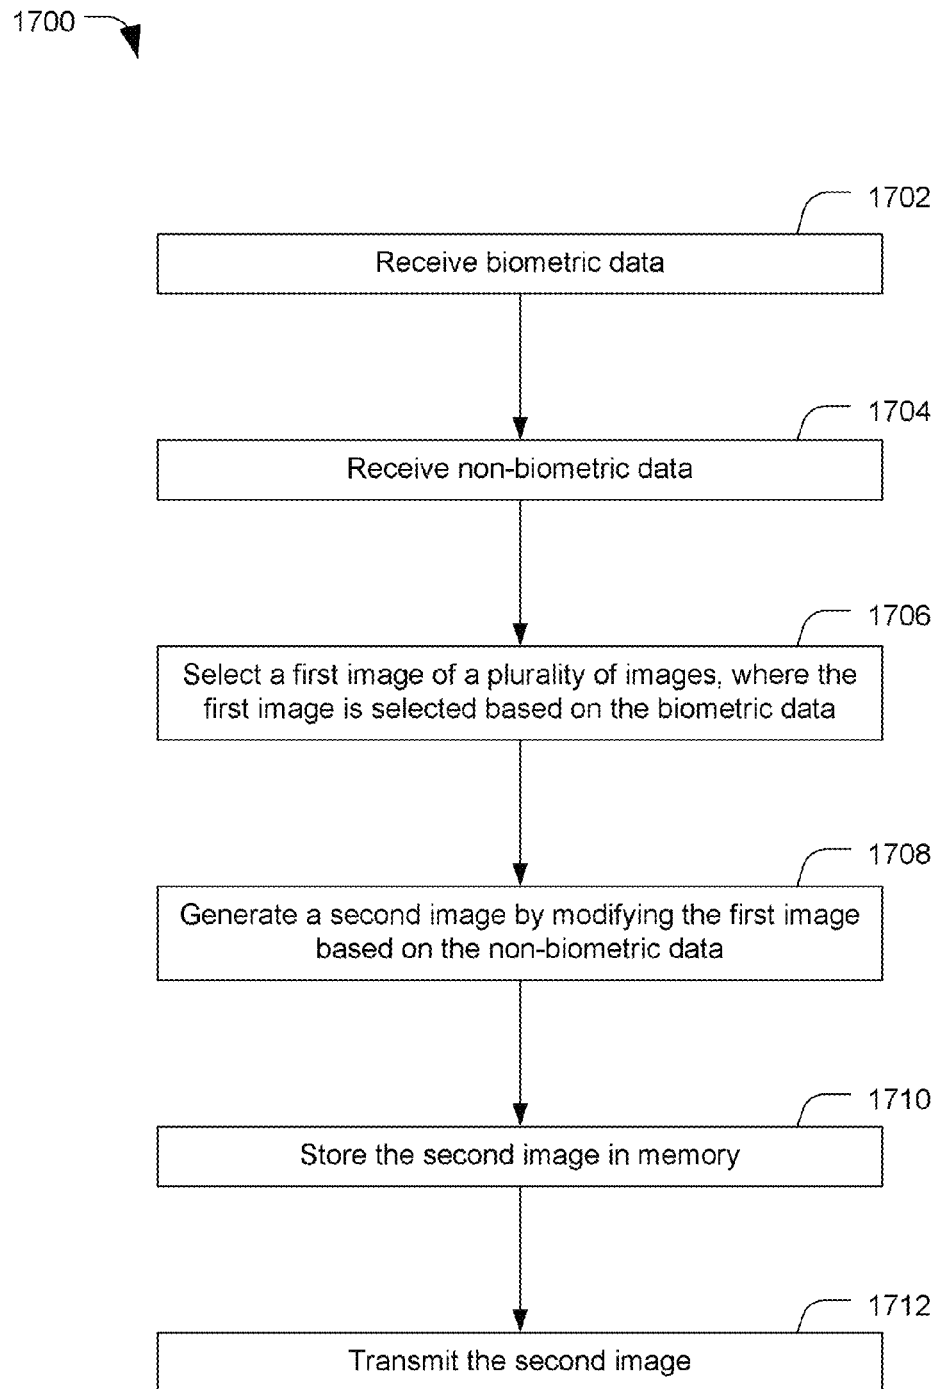 1700
1702
Receive biometric data
1704
Receive non-biometric data
1706
Select a first image of a plurality of images, where the
first image is selected based on the biometric data
1708
Generate a second image by modifying the first image
based on the non-biometric data
1710
Store the second image in memory
1712
Transmit the second image